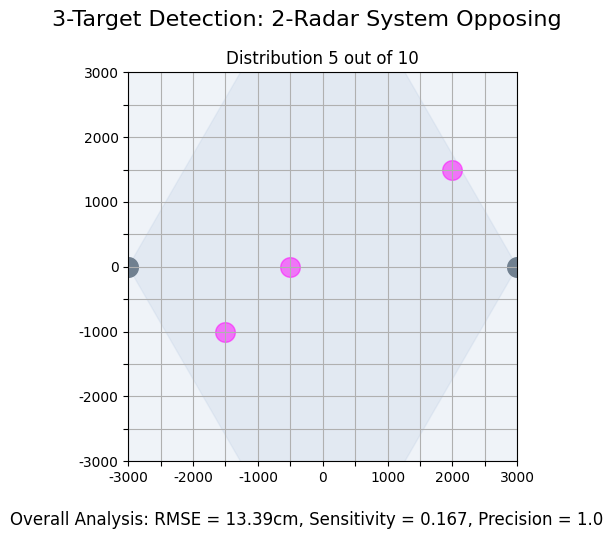 3-Target Detection: 2-Radar System Opposing
Distribution 5 out of 10
3000
2000
1000
0
-1000
-2000
-3000
-3000 -2000 -1000 0 1000 2000 3000
Overall Analysis: RMSE = 13.39cm, Sensitivity = 0.167, Precision = 1.0